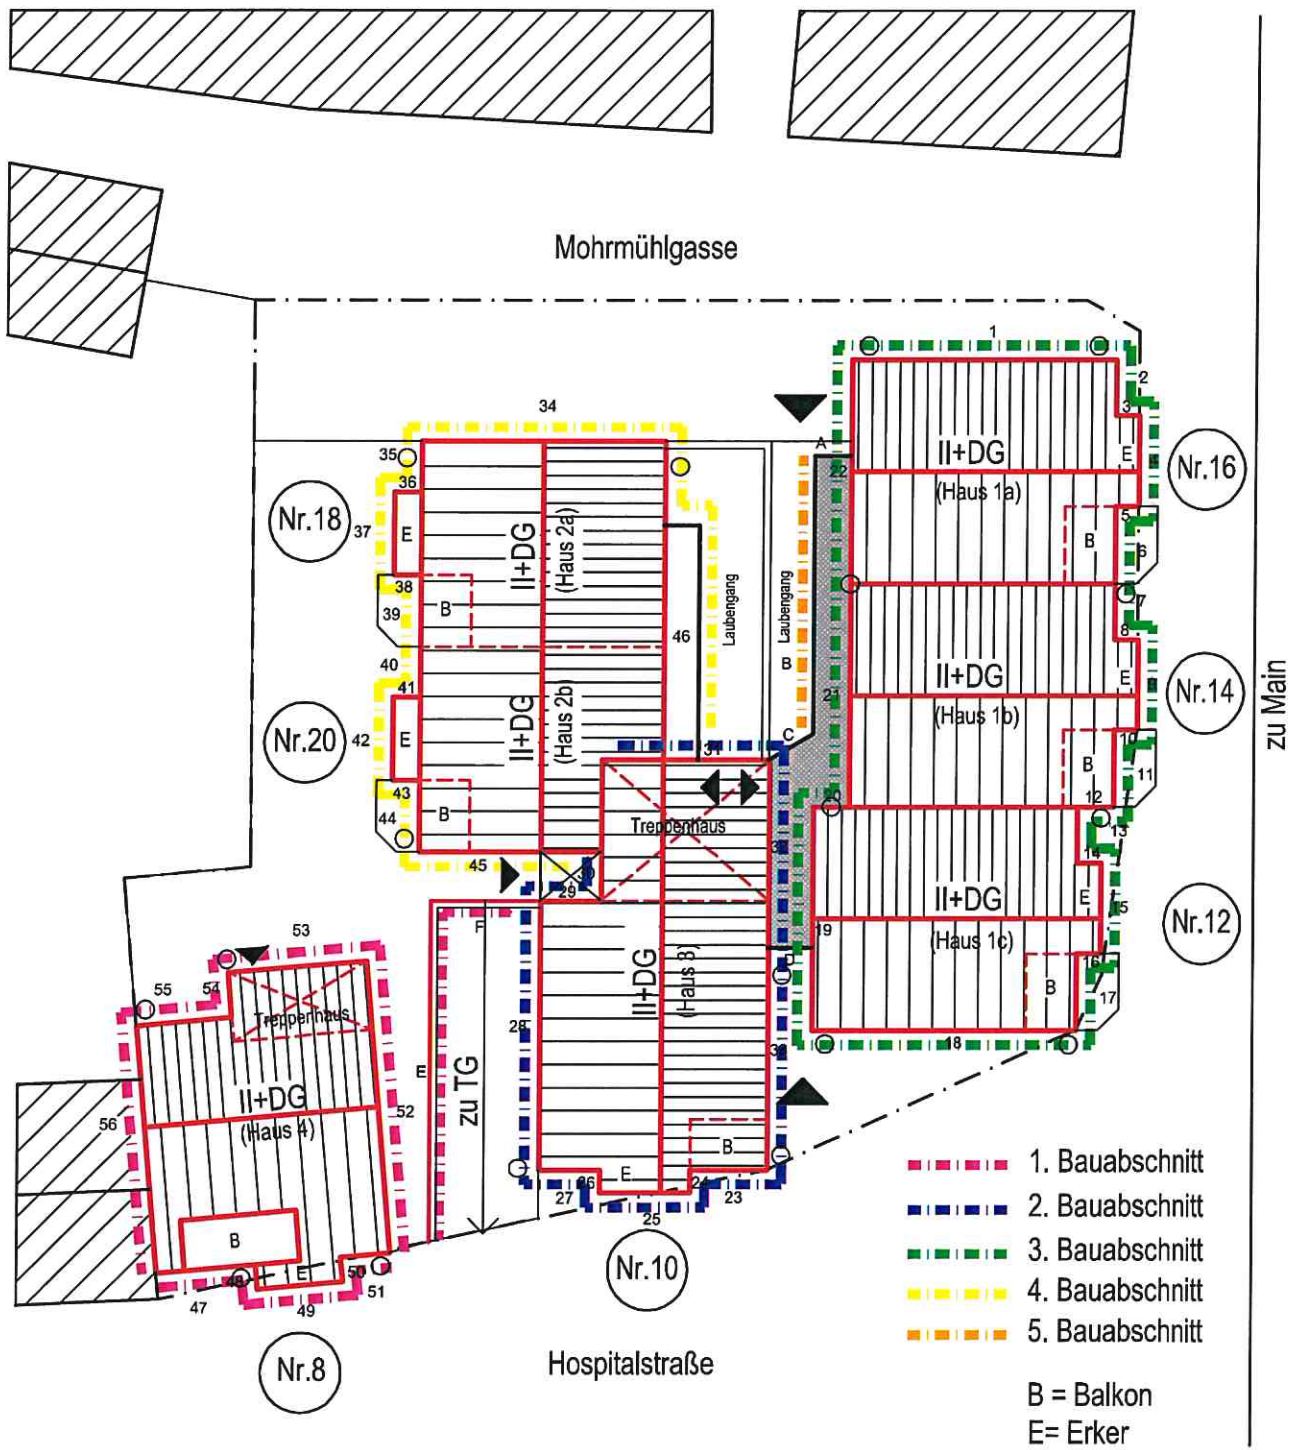 Mohrmühlgasse
1
2
3
34
A
II+DG
E
4
Nr.16
35
22
(Haus 1a)
36
Nr.18
5
37
E
II+DG
(Haus 2a)
B
6
38
39
B
Laubengang
Laubengang
7
46
8
40
B
II+DG
E
9
Nr.14
41
21
(Haus 1b)
zu Main
42
E
II+DG
(Haus 2b)
Nr.20
C
10
31
B
11
43
20
12
44
B
Treppenhaus
13
45
14
30
29
E
II+DG
15
F
(Haus 1c)
Nr.12
53
19
16
55
54
II+DG
(Haus 3)
D
B
17
Treppenhaus
28
18
E
zu TG
II+DG
56
52
(Haus 4)
B
1. Bauabschnitt
26
E
24
27
23
2. Bauabschnitt
25
B
3. Bauabschnitt
48
E
50
Nr.10
47
49
51
4. Bauabschnitt
5. Bauabschnitt
Nr.8
Hospitalstraße
B = Balkon
E= Erker